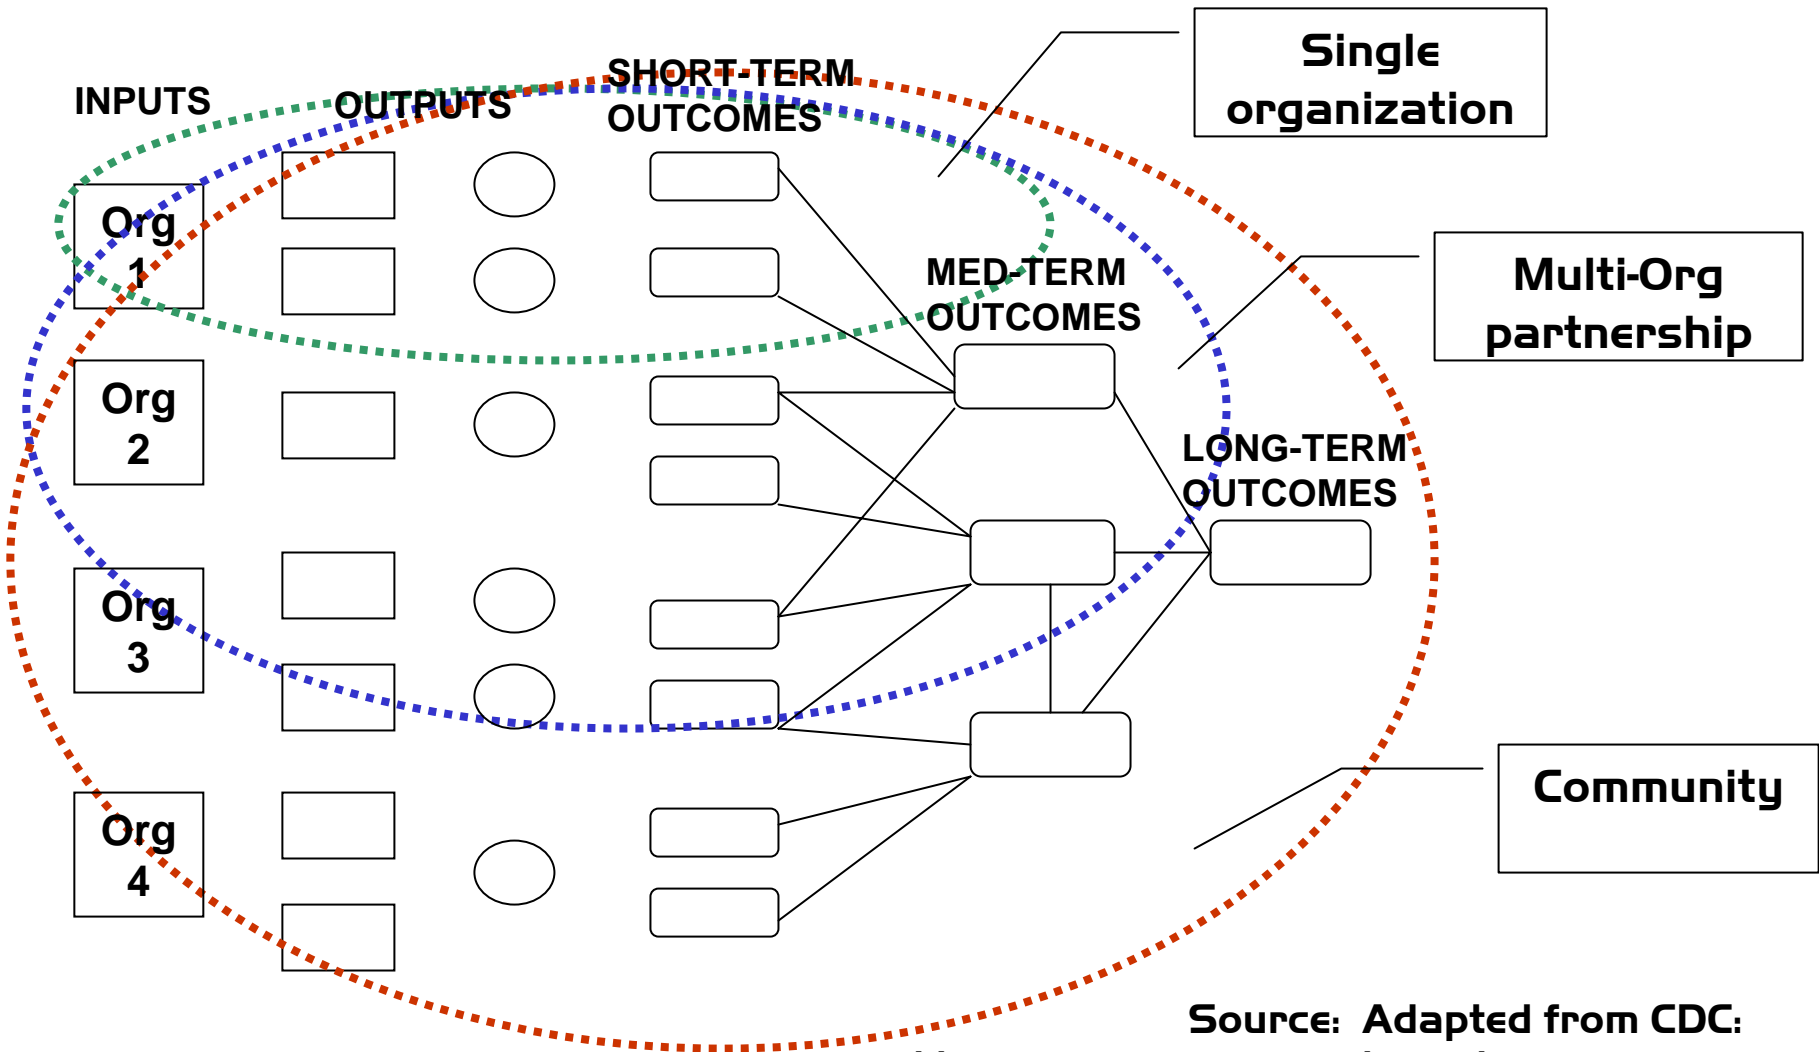 Single
organization
INPUTS
OUTPUTS
SHORT-TERM
OUTCOMES
Org
1
MED-TERM
OUTCOMES
Multi-Org
partnership
Org
2
LONG-TERM
OUTCOMES
Org
3
Community
Org
4
Source: Adapted from CDC: